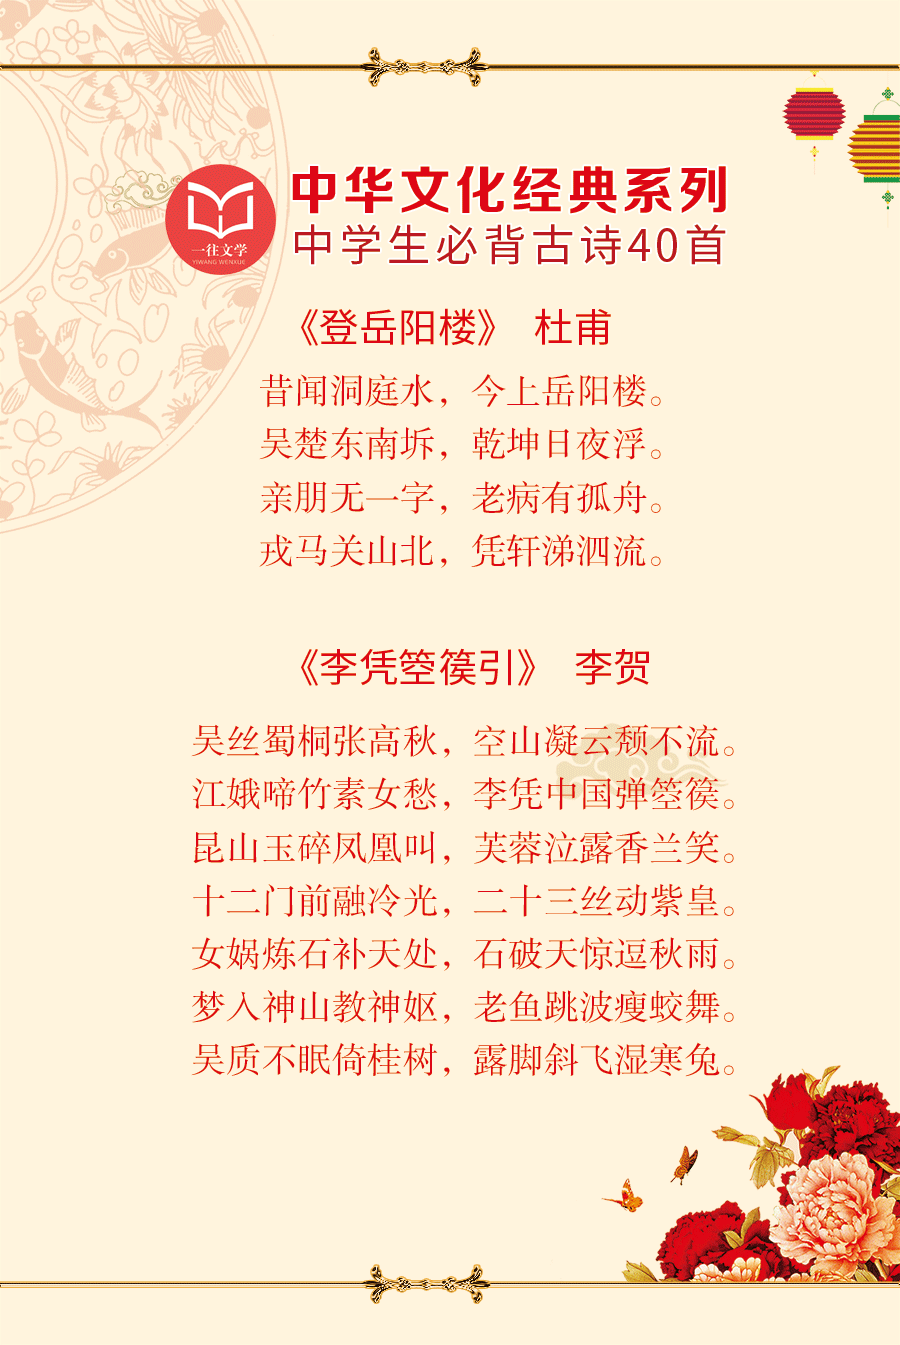 中华文化经典系列
一往文学
YIWANG WENXUE
中学生必背古诗40首
《登岳阳楼》 杜甫
昔闻洞庭水，今上岳阳楼。
吴楚东南坼，乾坤日夜浮。
亲朋无一字，老病有孤舟。
戎马关山北，凭轩涕泗流。
《李凭箜篌引》 李贺
吴丝蜀桐张高秋，空山凝云颓不流。
江娥啼竹素女愁，李凭中国弹箜篌。
昆山玉碎凤凰叫，芙蓉泣露香兰笑。
十二门前融冷光，二十三丝动紫皇。
女娲炼石补天处，石破天惊逗秋雨。
梦入神山教神妪，老鱼跳波瘦蛟舞。
吴质不眠倚桂树，露脚斜飞湿寒兔。